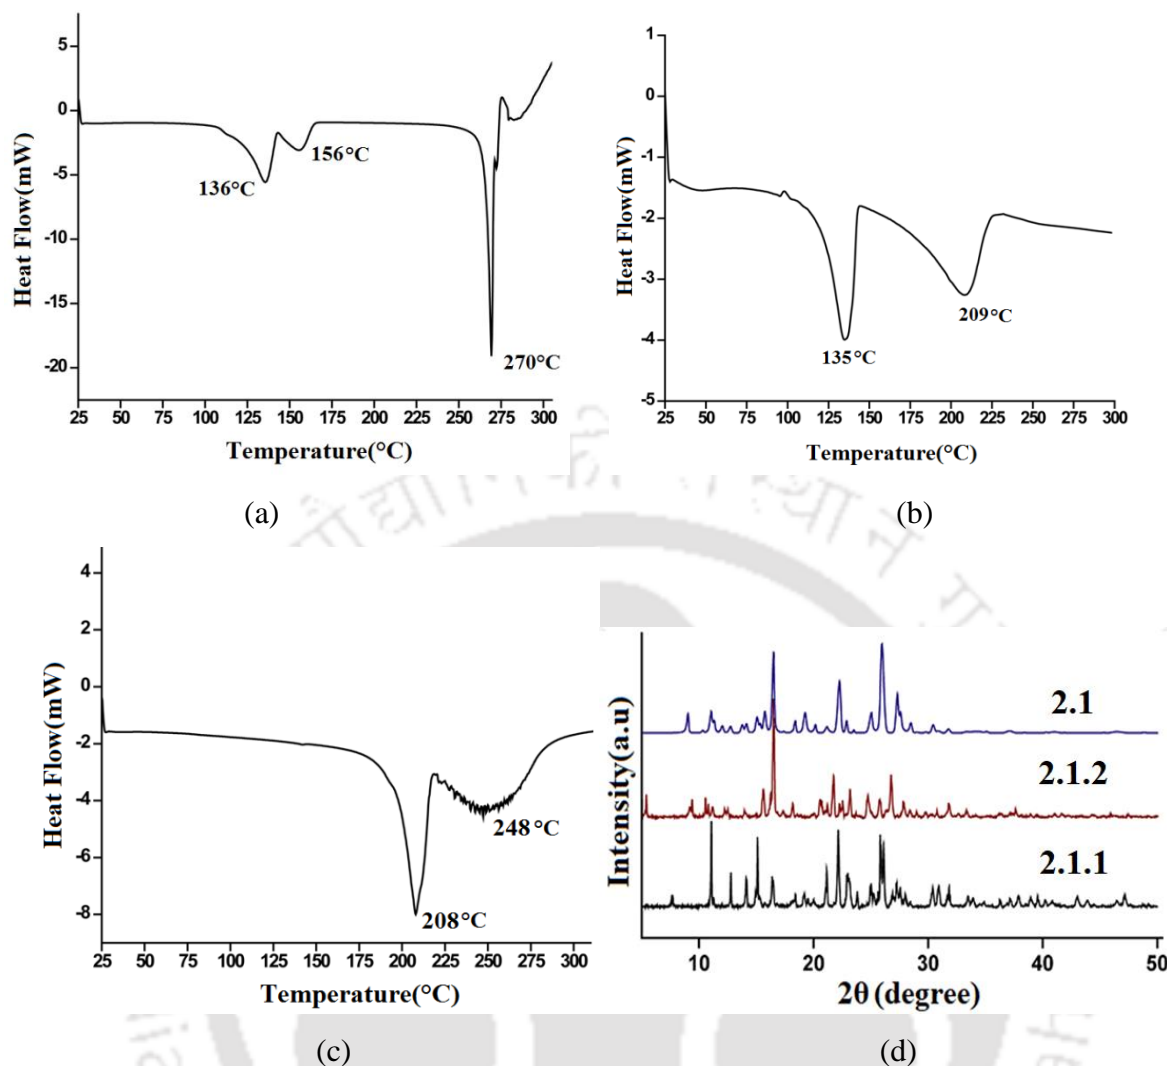 5
0
-5
-10
-15
-20
Heat Flow(mW)
136°C
156°C
270°C
25 50 75 100 125 150 175 200 225 250 275 300
Temperature(°C)
(a)
1
0
-1
-2
-3
-4
-5
Heat Flow(mW)
135°C
209°C
25 50 75 100 125 150 175 200 225 250 275 300
Temperature(°C)
(b)
4
2
0
-2
-4
-6
-8
Heat Flow(mW)
208°C
248°C
25 50 75 100 125 150 175 200 225 250 275 300
Temperature(°C)
(c)
Intensity(a.u)
2.1
2.1.2
2.1.1
10 20 30 40 50
2θ (degree)
(d)